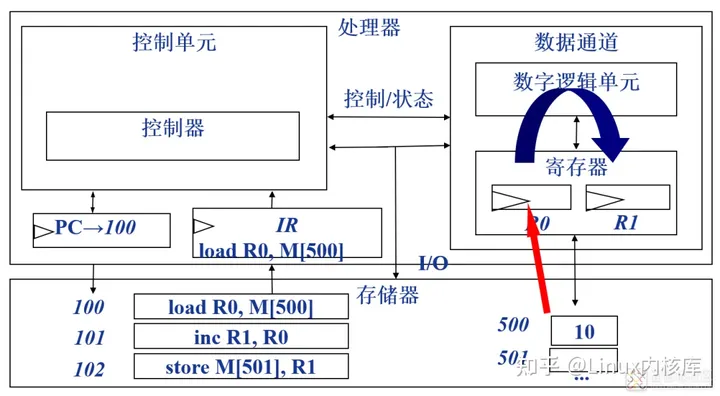 处理器
控制单元
数据通道
数字逻辑单元
控制/状态
控制器
寄存器
PC→100
IR
load R0, M[500]
R0
R1
I/O
存储器
100
load R0, M[500]
101
inc R1, R0
102
store M[501], R1
500
10
501
...
知乎 @Linux内核库